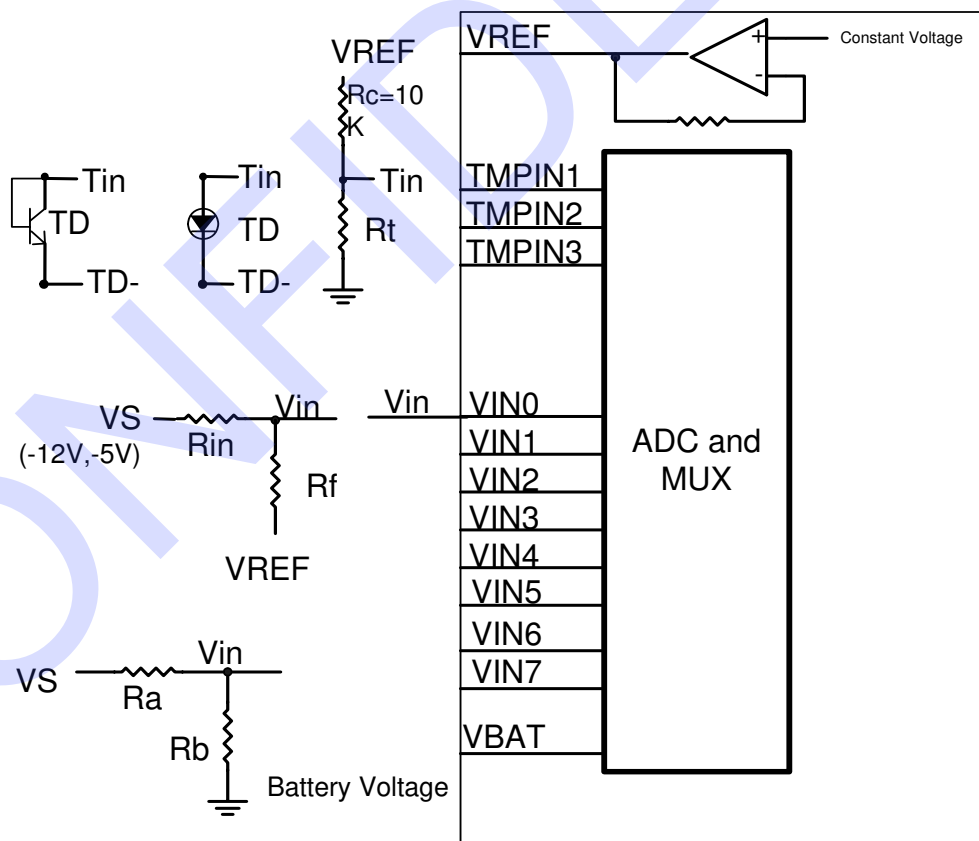 VREF
VREF
+
-
Constant Voltage
Rc=10
K
Tin
TD
TD-
Tin
TD
TD-
Tin
Rt
TMPIN1
TMPIN2
TMPIN3
VS
(-12V,-5V)
Rin
Vin
Rf
VREF
Vin
VIN0
VIN1
VIN2
VIN3
VIN4
VIN5
VIN6
VIN7
VBAT
ADC and
MUX
VS
Ra
Vin
Rb
Battery Voltage